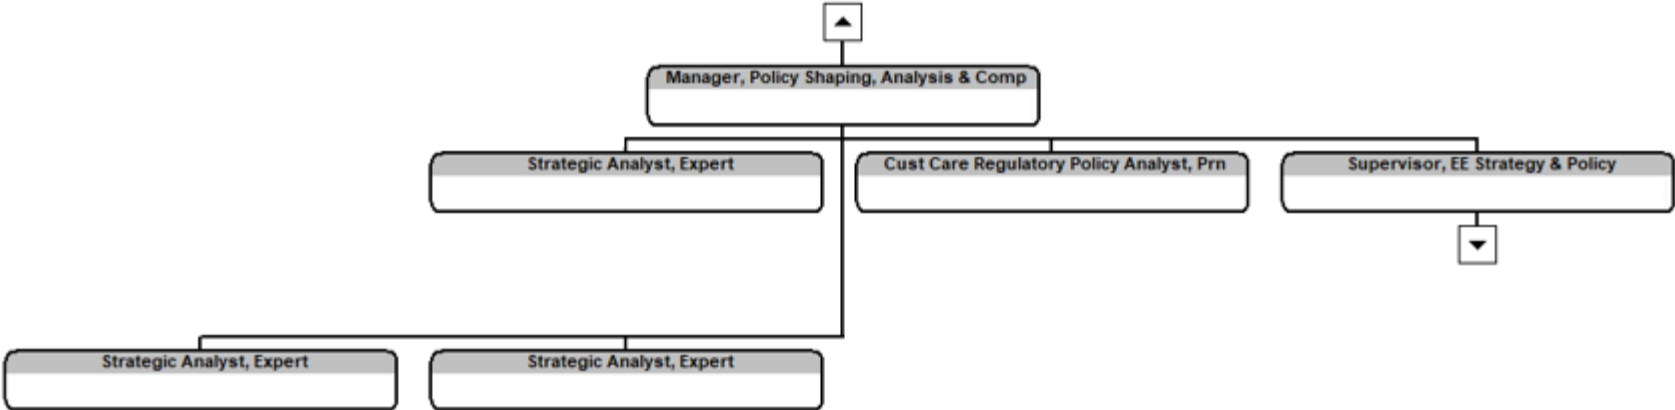 Manager, Policy Shaping, Analysis & Comp
Strategic Analyst, Expert
Cust Care Regulatory Policy Analyst, Prn
Supervisor, EE Strategy & Policy
Strategic Analyst, Expert
Strategic Analyst, Expert